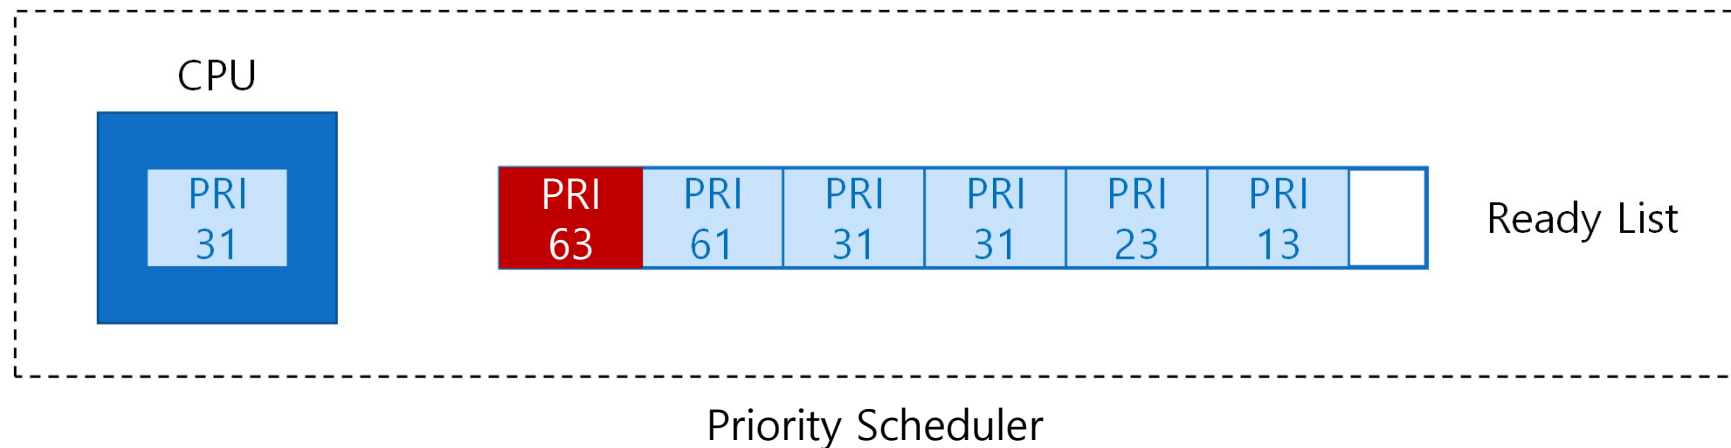 CPU
PRI
31
PRI
63
PRI
61
PRI
31
PRI
31
PRI
23
PRI
13
Ready List
Priority Scheduler